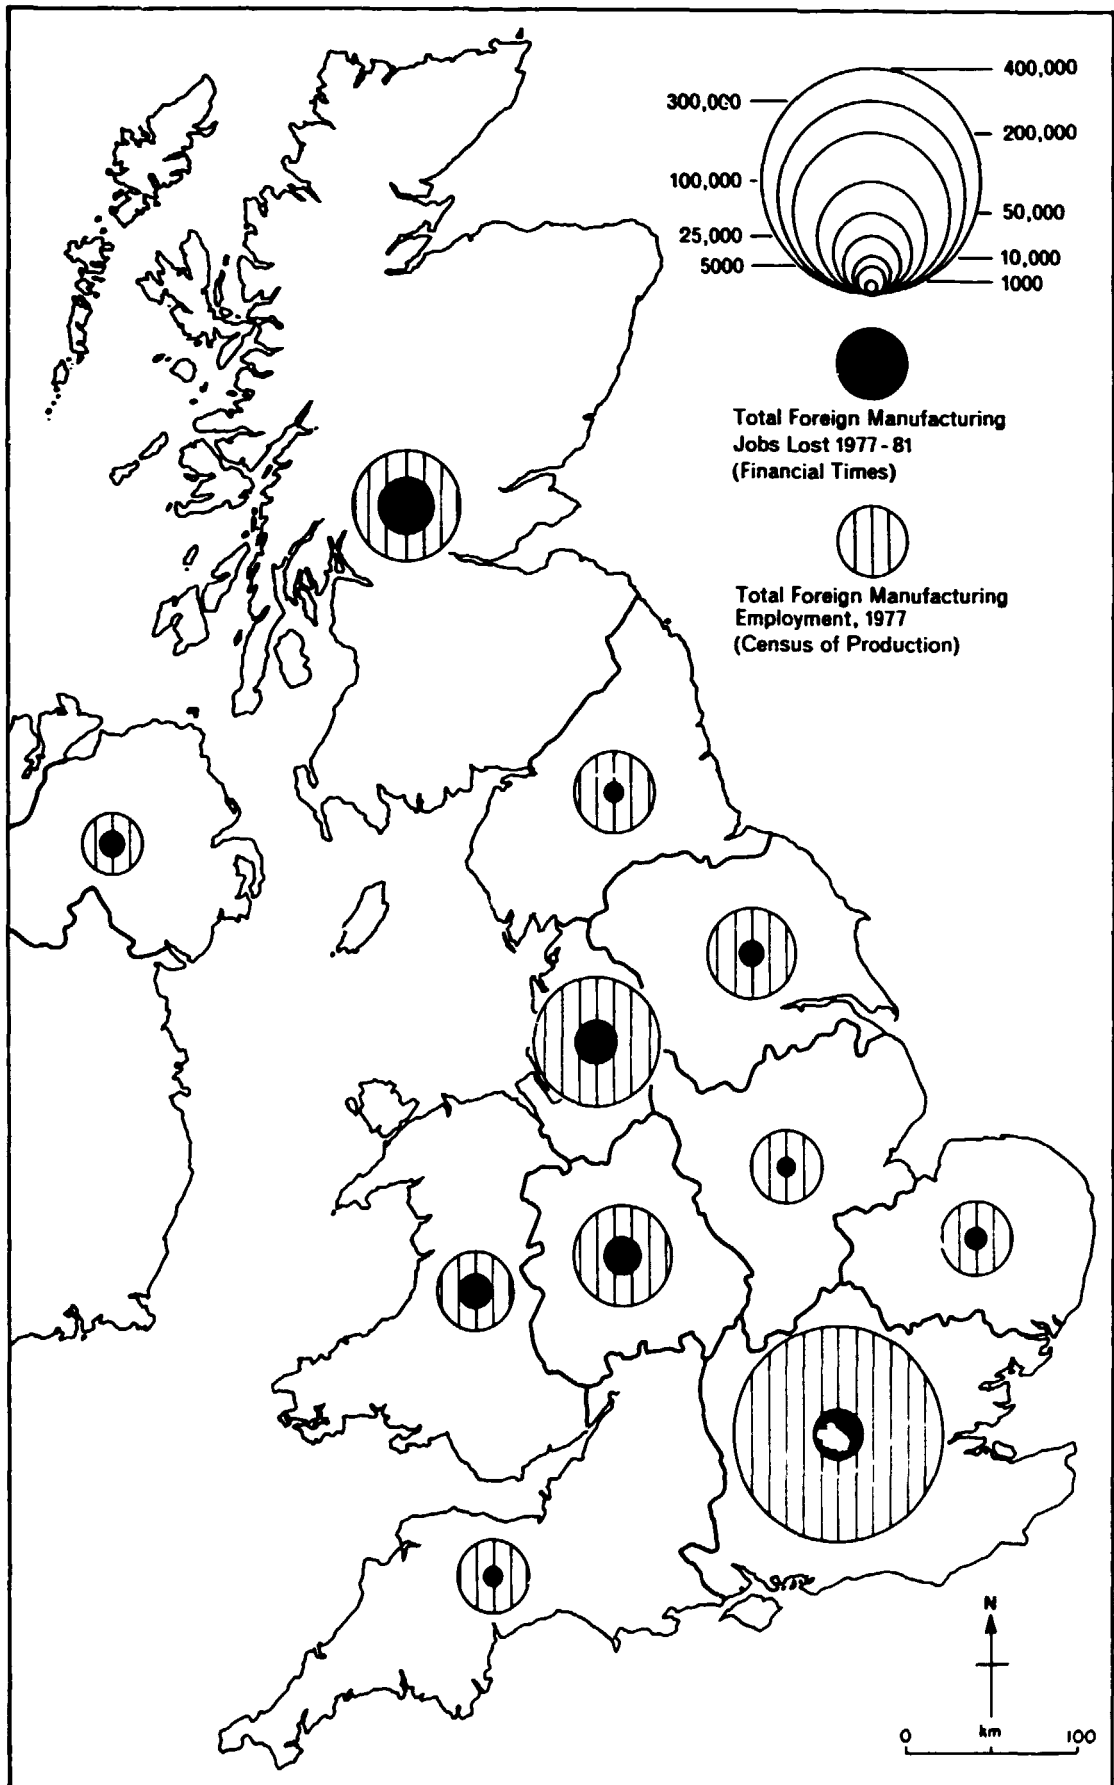 400,000
300,000
200,000
100,000
50,000
25,000
10,000
5000
1000
Total Foreign Manufacturing
Jobs Lost 1977-81
(Financial Times)
Total Foreign Manufacturing
Employment, 1977
(Census of Production)
N
0 km 100